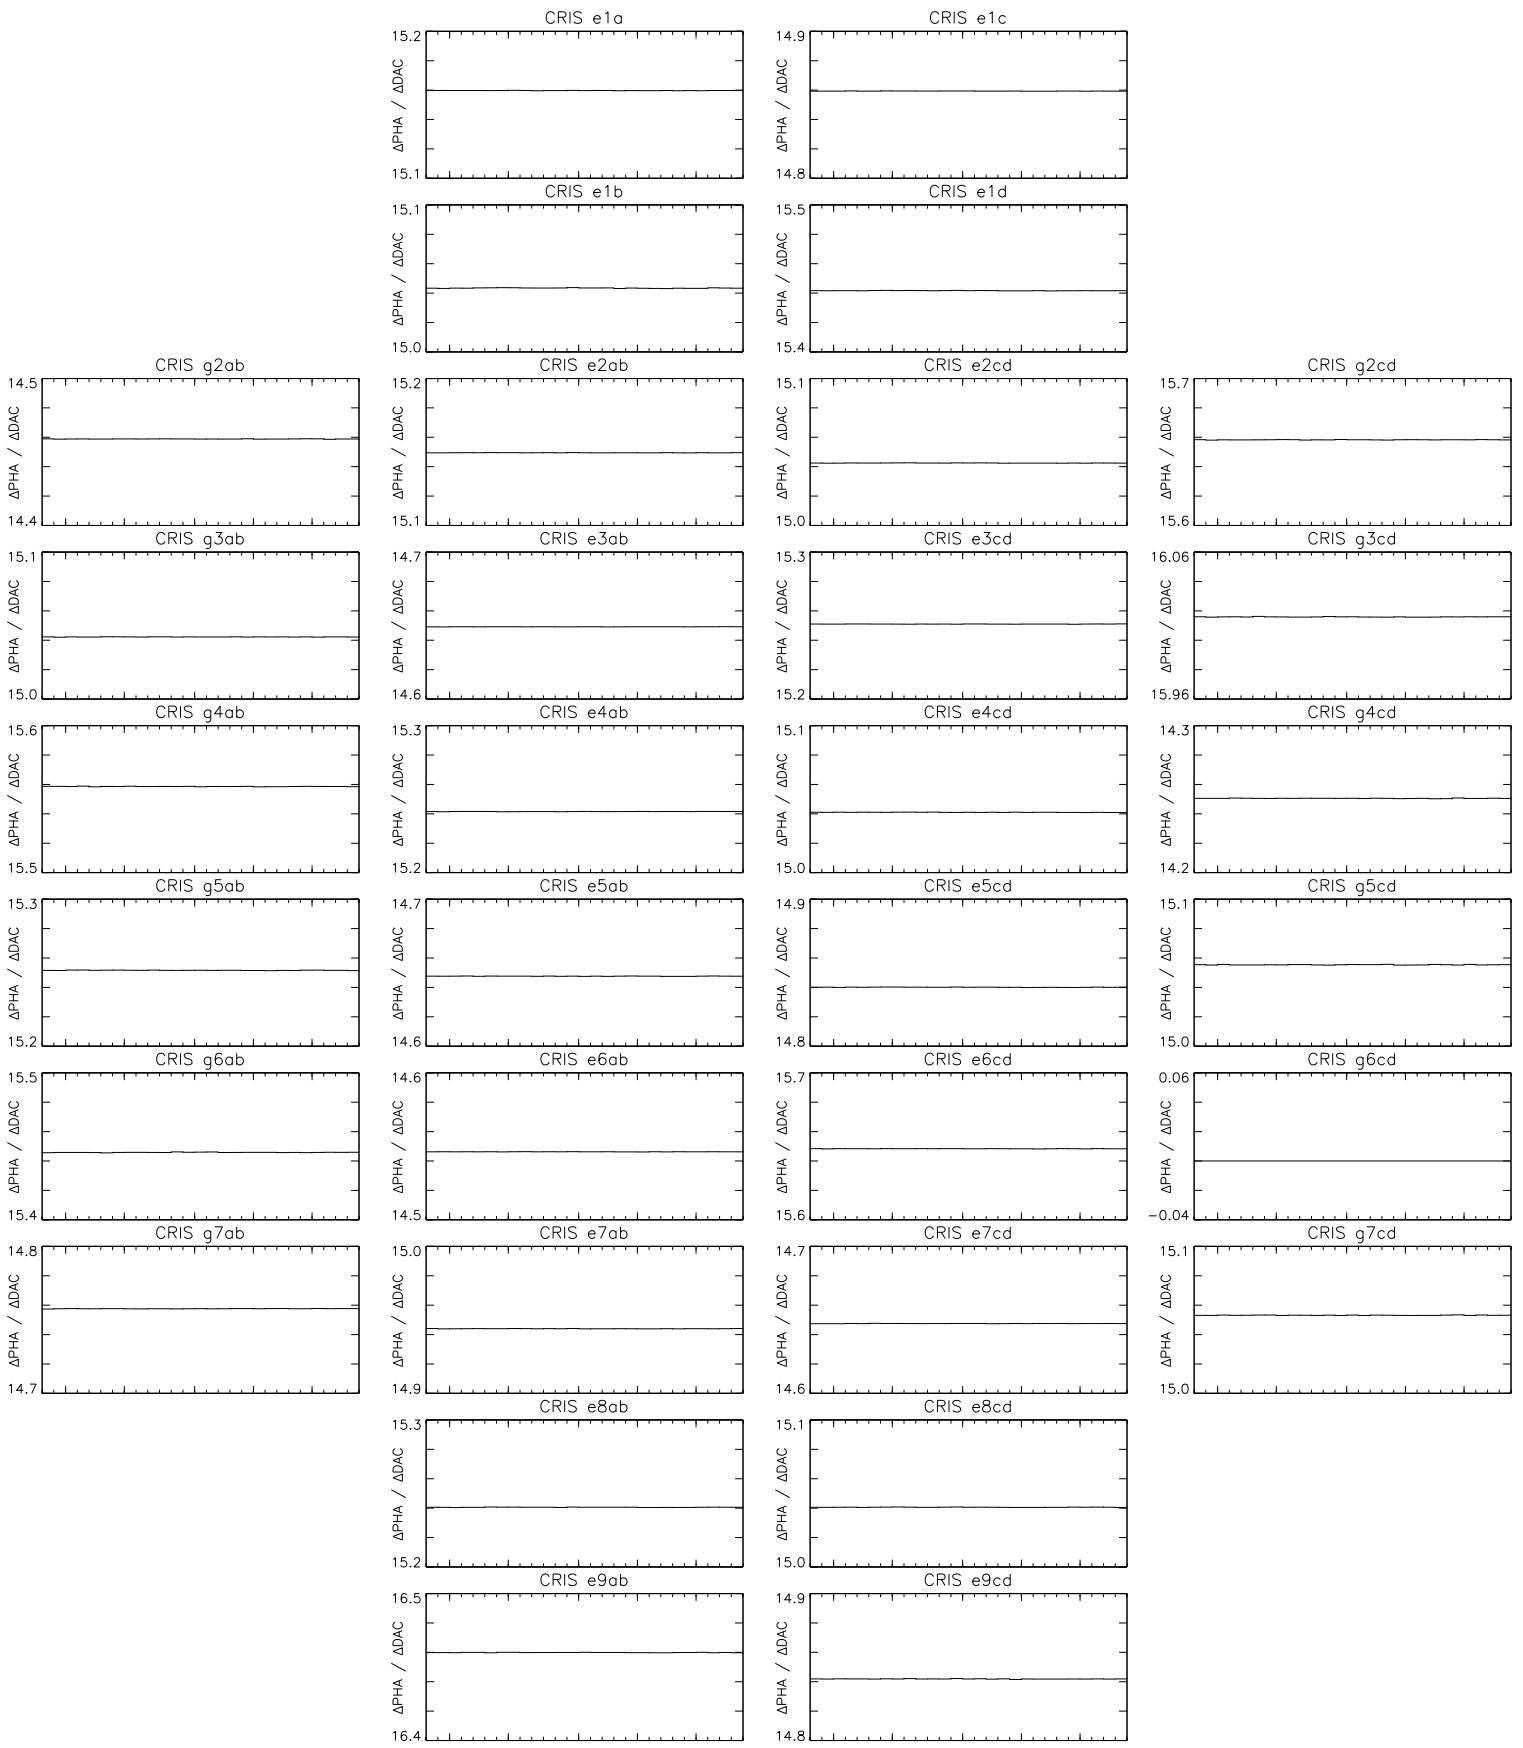 CRIS e1a
15.2
ΔPHA / ΔDAC
15.1
CRIS e1c
14.9
ΔPHA / ΔDAC
14.8
CRIS e1b
15.1
ΔPHA / ΔDAC
15.0
CRIS e1d
15.5
ΔPHA / ΔDAC
15.4
CRIS g2ab
14.5
ΔPHA / ΔDAC
14.4
CRIS e2ab
15.2
ΔPHA / ΔDAC
15.1
CRIS e2cd
15.1
ΔPHA / ΔDAC
15.0
CRIS g2cd
15.7
ΔPHA / ΔDAC
15.6
CRIS g3ab
15.1
ΔPHA / ΔDAC
15.0
CRIS e3ab
14.7
ΔPHA / ΔDAC
14.6
CRIS e3cd
15.3
ΔPHA / ΔDAC
15.2
CRIS g3cd
16.06
ΔPHA / ΔDAC
15.96
CRIS g4ab
15.6
ΔPHA / ΔDAC
15.5
CRIS e4ab
15.3
ΔPHA / ΔDAC
15.2
CRIS e4cd
15.1
ΔPHA / ΔDAC
15.0
CRIS g4cd
14.3
ΔPHA / ΔDAC
14.2
CRIS g5ab
15.3
ΔPHA / ΔDAC
15.2
CRIS e5ab
14.7
ΔPHA / ΔDAC
14.6
CRIS e5cd
14.9
ΔPHA / ΔDAC
14.8
CRIS g5cd
15.1
ΔPHA / ΔDAC
15.0
CRIS g6ab
15.5
ΔPHA / ΔDAC
15.4
CRIS e6ab
14.6
ΔPHA / ΔDAC
14.5
CRIS e6cd
15.7
ΔPHA / ΔDAC
15.6
CRIS g6cd
0.06
ΔPHA / ΔDAC
−0.04
CRIS g7ab
14.8
ΔPHA / ΔDAC
14.7
CRIS e7ab
15.0
ΔPHA / ΔDAC
14.9
CRIS e7cd
14.7
ΔPHA / ΔDAC
14.6
CRIS g7cd
15.1
ΔPHA / ΔDAC
15.0
CRIS e8ab
15.3
ΔPHA / ΔDAC
15.2
CRIS e8cd
15.1
ΔPHA / ΔDAC
15.0
CRIS e9ab
16.5
ΔPHA / ΔDAC
16.4
CRIS e9cd
14.9
ΔPHA / ΔDAC
14.8